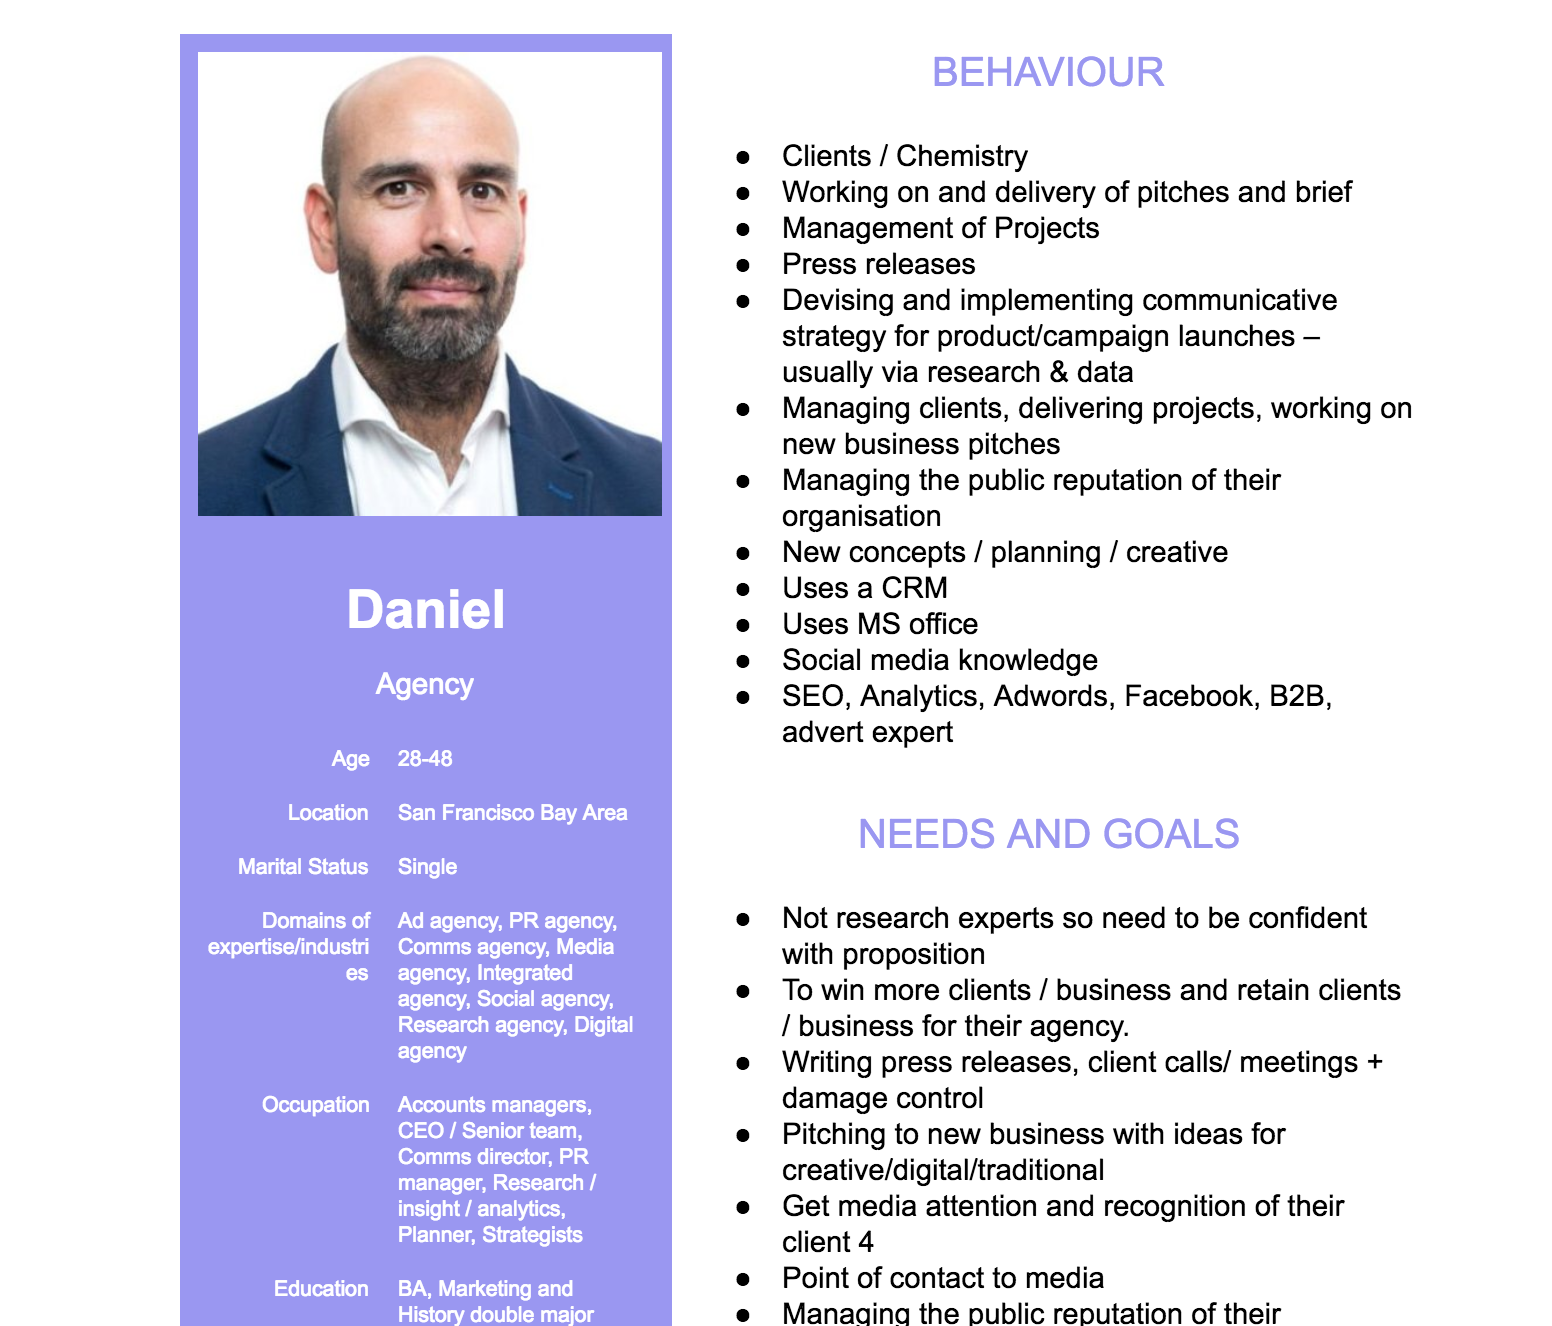 Daniel
Agency
Age 28-48
Location San Francisco Bay Area
Marital Status Single
Domains of Ad agency, PR agency,
expertise/industri Comms agency, Media
es agency, Integrated
agency, Social agency,
Research agency, Digital
agency
Occupation Accounts managers,
CEO / Senior team,
Comms director, PR
manager, Research /
insight / analytics,
Planner, Strategists
Education BA, Marketing and
History double major
BEHAVIOUR
● Clients / Chemistry
● Working on and delivery of pitches and brief
● Management of Projects
● Press releases
● Devising and implementing communicative
strategy for product/campaign launches –
usually via research & data
● Managing clients, delivering projects, working on
new business pitches
● Managing the public reputation of their
organisation
● New concepts / planning / creative
● Uses a CRM
● Uses MS office
● Social media knowledge
● SEO, Analytics, Adwords, Facebook, B2B,
advert expert
NEEDS AND GOALS
● Not research experts so need to be confident
with proposition
● To win more clients / business and retain clients
/ business for their agency.
● Writing press releases, client calls/ meetings +
damage control
● Pitching to new business with ideas for
creative/digital/traditional
● Get media attention and recognition of their
client 4
● Point of contact to media
● Managing the public reputation of their